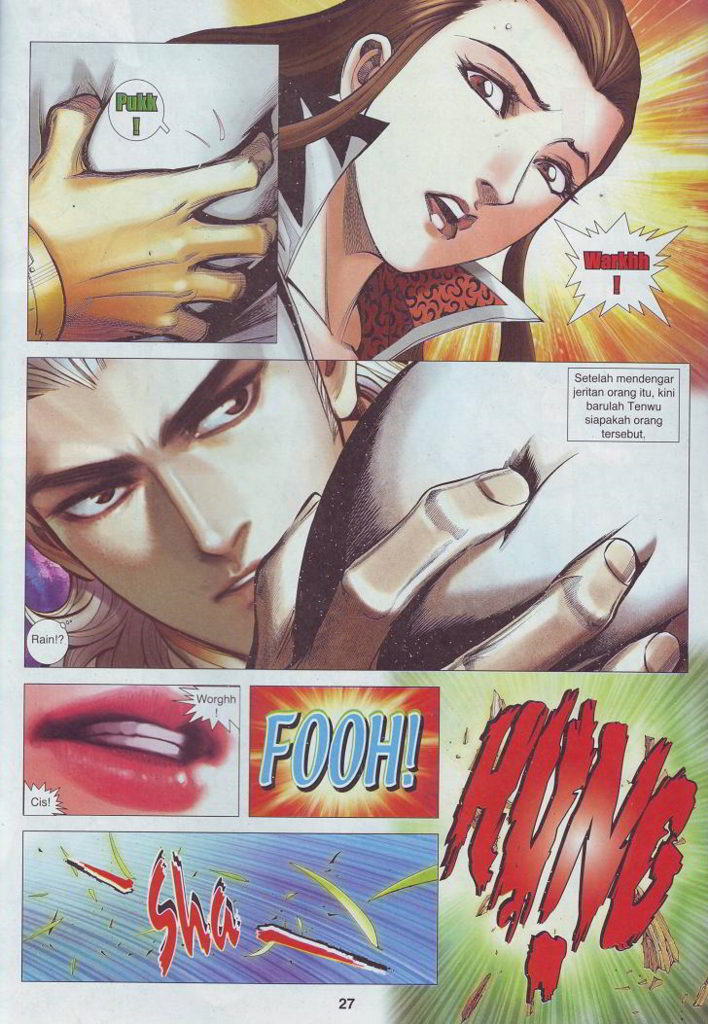 Pukk
!
Warkhh
!
Setelah mendengar
jeritan orang itu, kini
barulah Tenwu
siapakah orang
tersebut.
Rain!?
Worghh
!
Cis!
FOOH!
HUNG
!
Sha
27